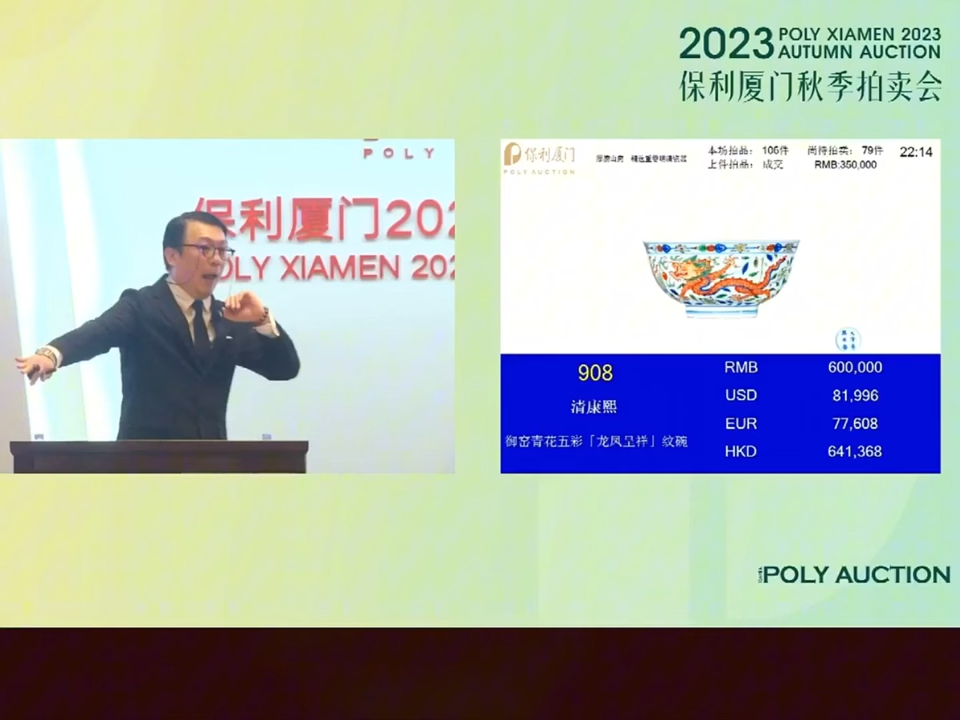 2023 POLY XIAMEN 2023
AUTUMN AUCTION
保利厦门秋季拍卖会
POLY
保利厦门202
POLY XIAMEN 202
保利厦门
POLY AUCTION
本场拍品: 106件
尚待拍卖: 79件
22:14
上件拍品: 成交
RMB:350,000
908
清康熙
御窑青花五彩「龙凤呈祥」纹碗
RMB 600,000
USD 81,996
EUR 77,608
HKD 641,368
POLY AUCTION